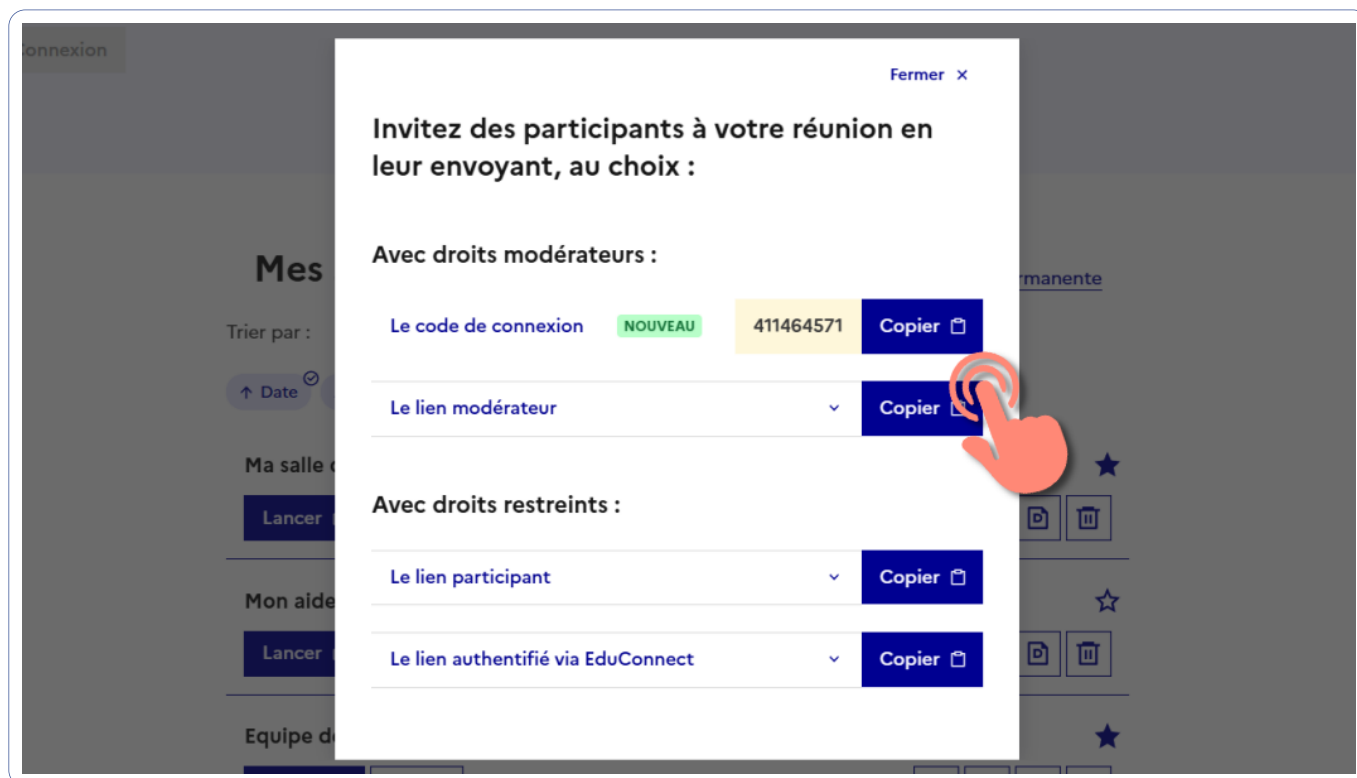 onnexion
Fermer ×
Invitez des participants à votre réunion en
leur envoyant, au choix :
Avec droits modérateurs :
Mes
rmanente
Le code de connexion NOUVEAU 411464571 Copier
Trier par :
↑ Date
Le lien modérateur Copier
Ma salle
Avec droits restreints :
Lancer
Le lien participant Copier
Mon aide
Lancer
Le lien authentifié via EduConnect Copier
Equipe d